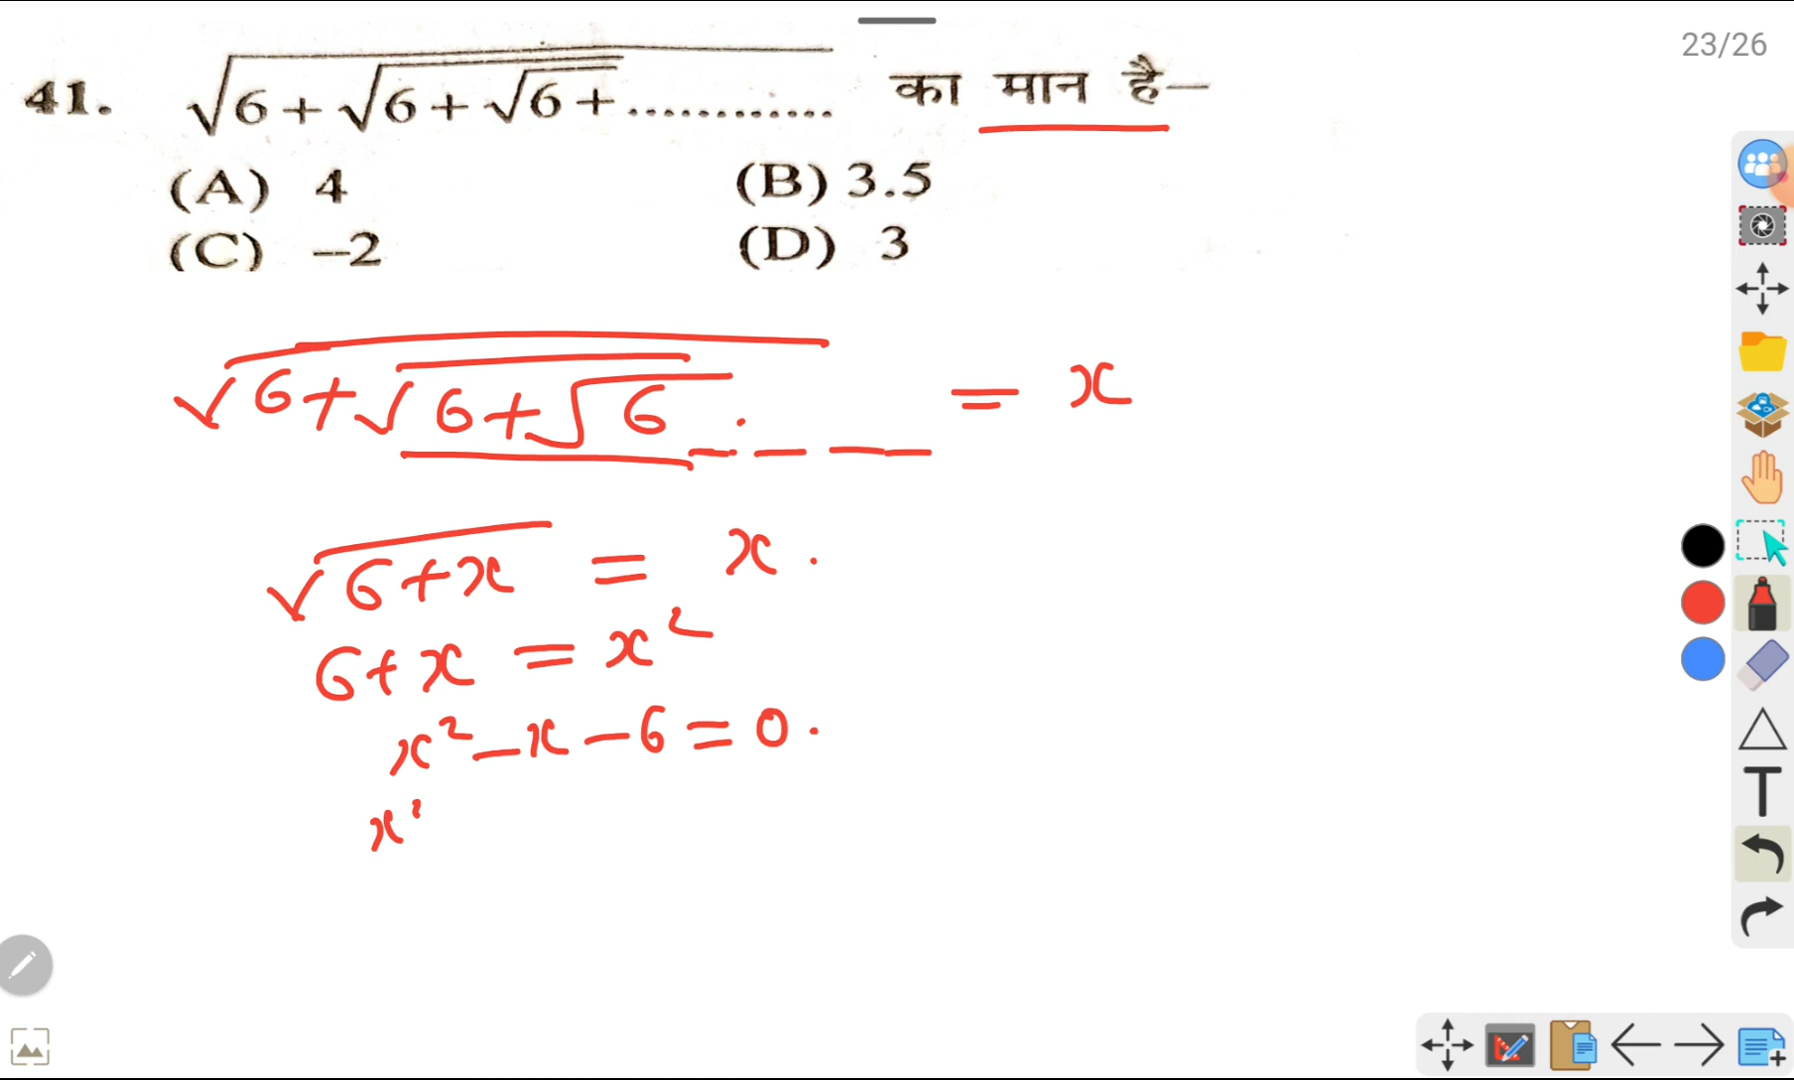 23/26
41. √6 + √6 + √6 + ............ का मान है—
(A) 4 (B) 3.5
(C) –2 (D) 3
√6+√6+√6 . _ _ _ = x
√6+x = x .
6+x = x²
x² – x – 6 = 0 .
x'
T